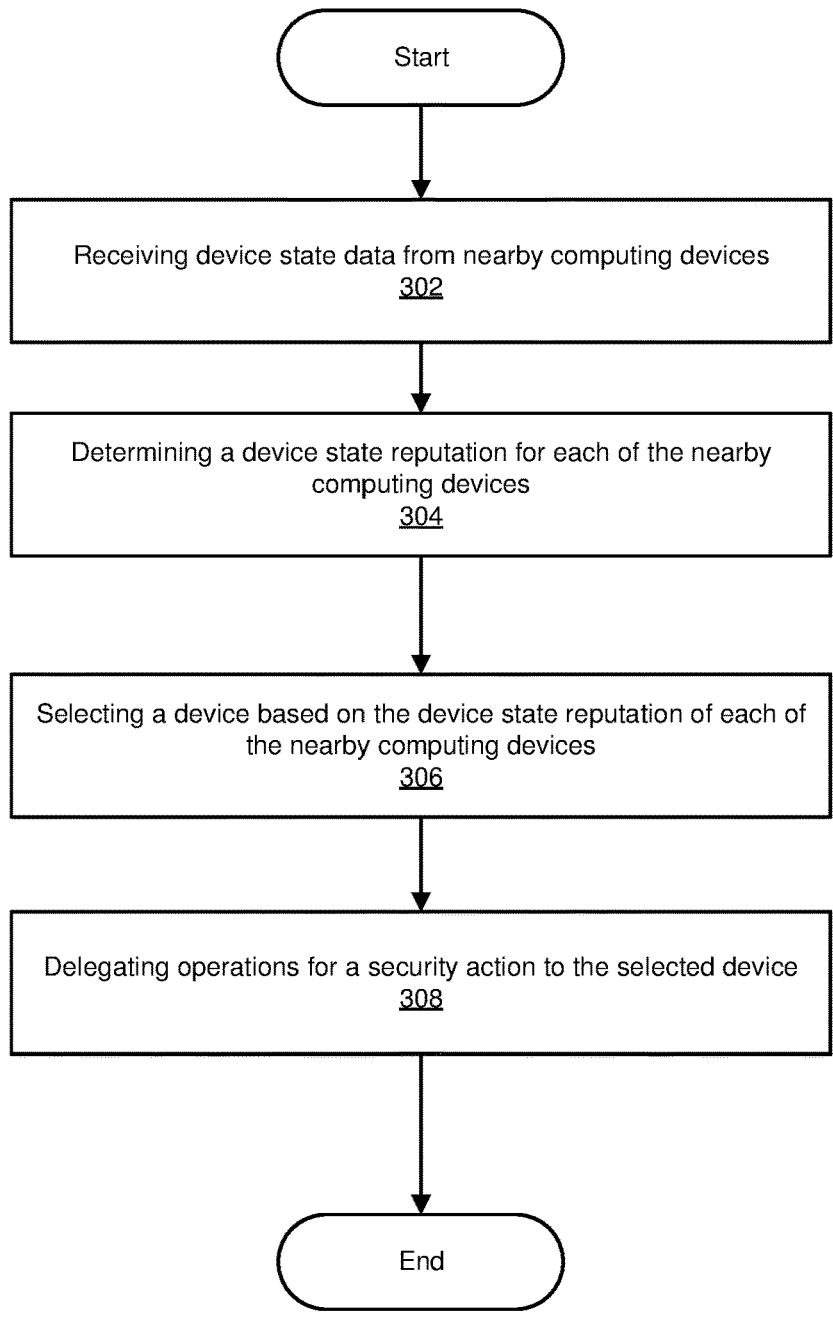 Start
Receiving device state data from nearby computing devices
302
Determining a device state reputation for each of the nearby
computing devices
304
Selecting a device based on the device state reputation of each of
the nearby computing devices
306
Delegating operations for a security action to the selected device
308
End